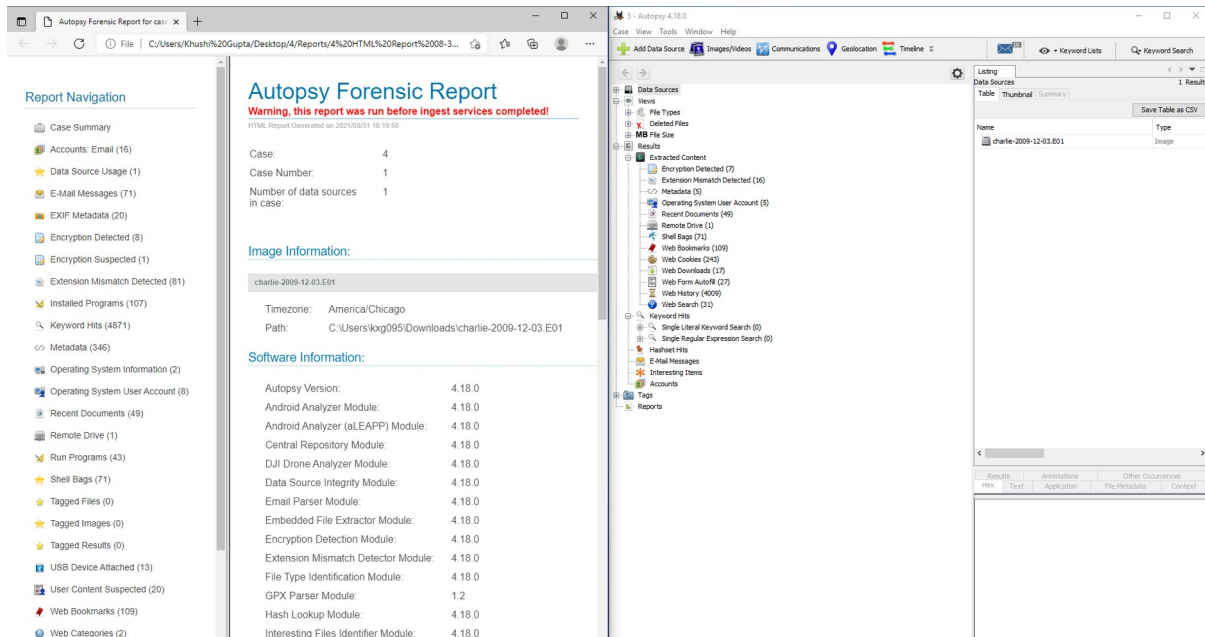 Autopsy Forensic Report for case
File | C:/Users/Khushi%20Gupta/Desktop/4/Reports/4%20HTML%20Report%2008-3...
Report Navigation
Case Summary
Accounts: Email (16)
Data Source Usage (1)
E-Mail Messages (71)
EXIF Metadata (20)
Encryption Detected (8)
Encryption Suspected (1)
Extension Mismatch Detected (81)
Installed Programs (107)
Keyword Hits (4871)
Metadata (346)
Operating System Information (2)
Operating System User Account (8)
Recent Documents (49)
Remote Drive (1)
Run Programs (43)
Shell Bags (71)
Tagged Files (0)
Tagged Images (0)
Tagged Results (0)
USB Device Attached (13)
User Content Suspected (20)
Web Bookmarks (109)
Web Categories (2)
Autopsy Forensic Report
Warning, this report was run before ingest services completed!
HTML Report Generated on 2021/08/31 16:19:58
Case: 4
Case Number: 1
Number of data sources in case: 1
Image Information:
charlie-2009-12-03.E01
Timezone: America/Chicago
Path: C:\Users\kxg095\Downloads\charlie-2009-12-03.E01
Software Information:
Autopsy Version: 4.18.0
Android Analyzer Module: 4.18.0
Android Analyzer (aLEAPP) Module: 4.18.0
Central Repository Module: 4.18.0
DJI Drone Analyzer Module: 4.18.0
Data Source Integrity Module: 4.18.0
Email Parser Module: 4.18.0
Embedded File Extractor Module: 4.18.0
Encryption Detection Module: 4.18.0
Extension Mismatch Detector Module: 4.18.0
File Type Identification Module: 4.18.0
GPX Parser Module: 1.2
Hash Lookup Module: 4.18.0
Interesting Files Identifier Module: 4.18.0
5 - Autopsy 4.18.0
Case View Tools Window Help
Add Data Source Images/Videos Communications Geolocation Timeline
Keyword Lists Keyword Search
Data Sources
Views
File Types
Deleted Files
MB File Size
Results
Extracted Content
Encryption Detected (7)
Extension Mismatch Detected (16)
Metadata (5)
Operating System User Account (5)
Recent Documents (49)
Remote Drive (1)
Shell Bags (71)
Web Bookmarks (109)
Web Cookies (243)
Web Downloads (17)
Web Form Autofill (27)
Web History (4009)
Web Search (31)
Keyword Hits
Single Literal Keyword Search (0)
Single Regular Expression Search (0)
Hashset Hits
E-Mail Messages
Interesting Items
Accounts
Tags
Reports
Listing
Data Sources
1 Result
Table Thumbnail Summary
Save Table as CSV
Name Type
charlie-2009-12-03.E01 Image
Results Annotations Other Occurrences
Hex Text Application File Metadata Context